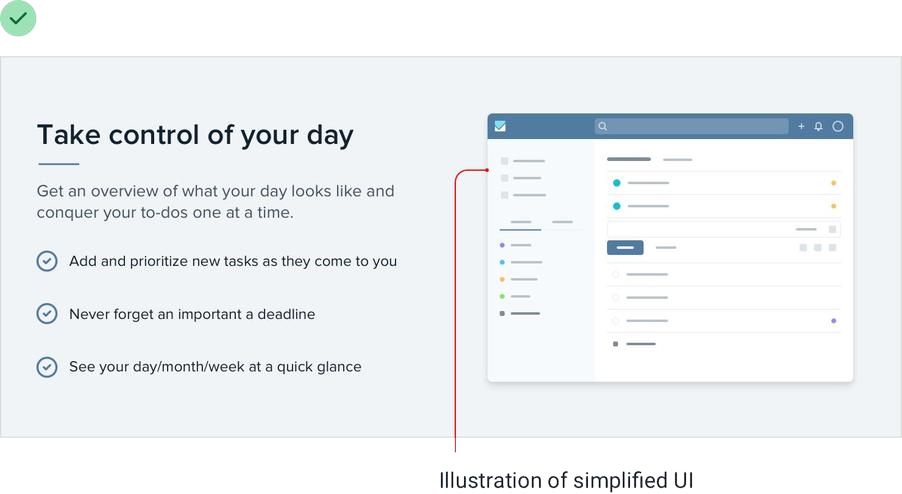 Take control of your day
Get an overview of what your day looks like and
conquer your to-dos one at a time.
Add and prioritize new tasks as they come to you
Never forget an important a deadline
See your day/month/week at a quick glance
Illustration of simplified UI